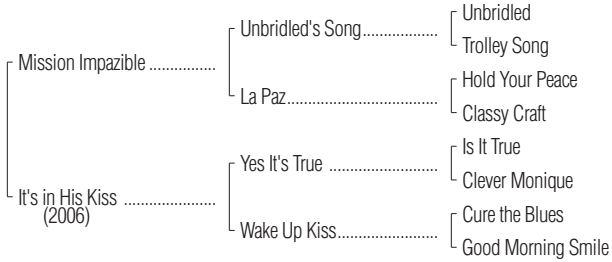 Unbridled
Unbridled's Song..................
Trolley Song
Mission Impazible ................
Hold Your Peace
La Paz....................................
Classy Craft
Is It True
Yes It's True ..........................
Clever Monique
It's in His Kiss ......................
(2006)
Cure the Blues
Wake Up Kiss........................
Good Morning Smile